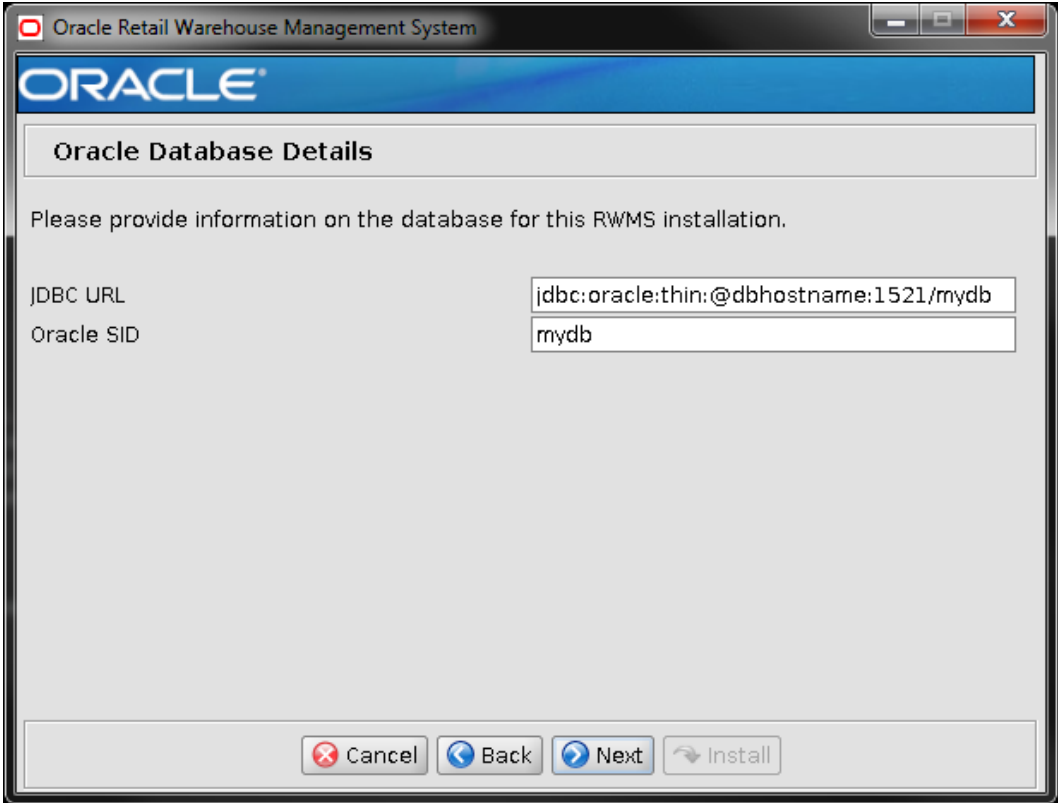 Oracle Retail Warehouse Management System
ORACLE®
Oracle Database Details
Please provide information on the database for this RWMS installation.
JDBC URL jdbc:oracle:thin:@dbhostname:1521/mydb
Oracle SID mydb
Cancel Back Next Install